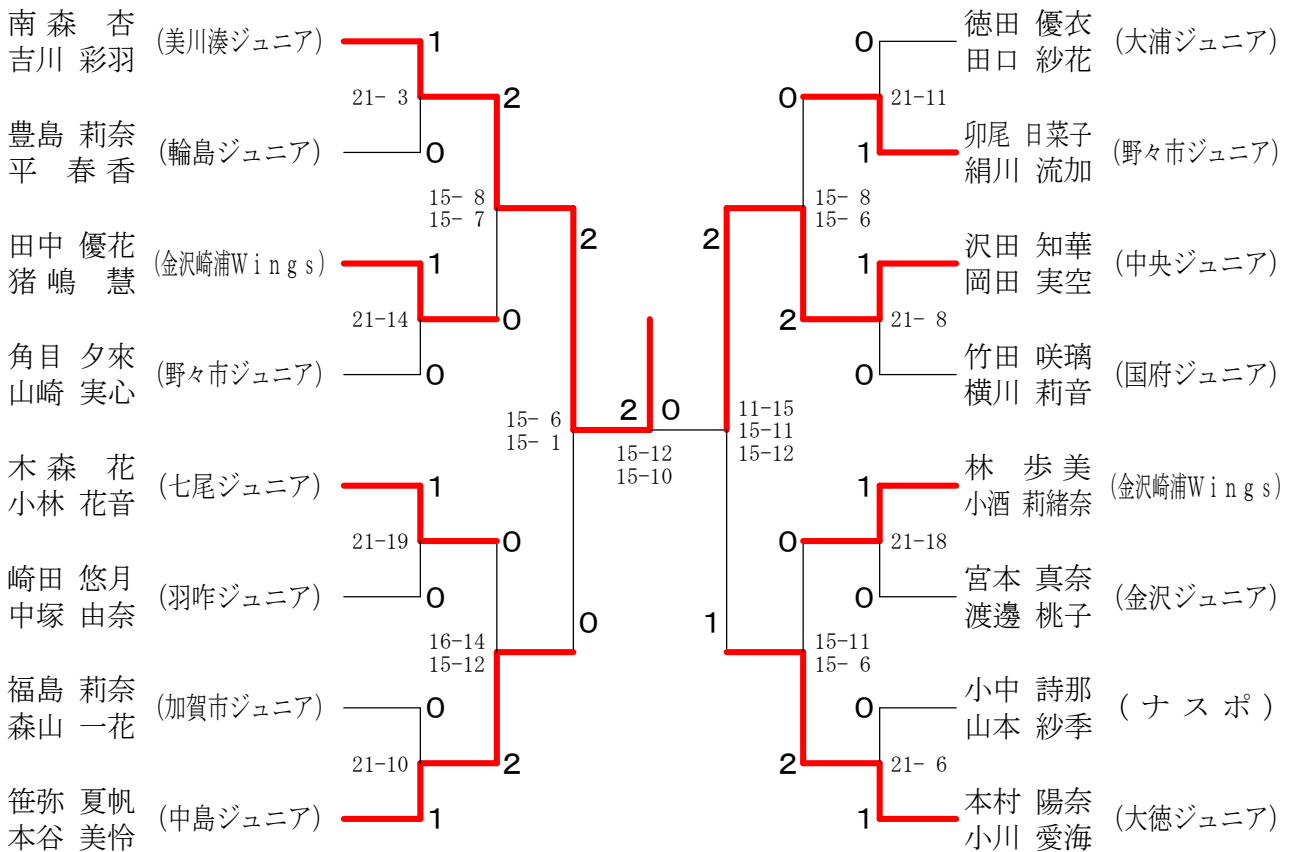 南 森　杏
吉川 彩羽
(美川湊ジュニア)
1
21- 3
2
豊島 莉奈
平　春 香
(輪島ジュニア)
0
15- 8
15- 7
2
田中 優花
猪 嶋　慧
(金沢崎浦Wings)
1
21-14
0
角目 夕來
山崎 実心
(野々市ジュニア)
0
15- 6
15- 1
2
0
15-12
15-10
木 森　花
小林 花音
(七尾ジュニア)
1
21-19
0
崎田 悠月
中塚 由奈
(羽咋ジュニア)
0
16-14
15-12
0
福島 莉奈
森山 一花
(加賀市ジュニア)
0
21-10
2
笹弥 夏帆
本谷 美怜
(中島ジュニア)
1
0
徳田 優衣
田口 紗花
(大浦ジュニア)
0
21-11
1
卯尾 日菜子
絹川 流加
(野々市ジュニア)
15- 8
15- 6
2
1
沢田 知華
岡田 実空
(中央ジュニア)
2
21- 8
0
竹田 咲璃
横川 莉音
(国府ジュニア)
11-15
15-11
15-12
1
林　歩 美
小酒 莉緒奈
(金沢崎浦Wings)
0
21-18
0
宮本 真奈
渡邊 桃子
(金沢ジュニア)
1
15-11
15- 6
0
小中 詩那
山本 紗季
(ナスポ)
2
21- 6
1
本村 陽奈
小川 愛海
(大徳ジュニア)